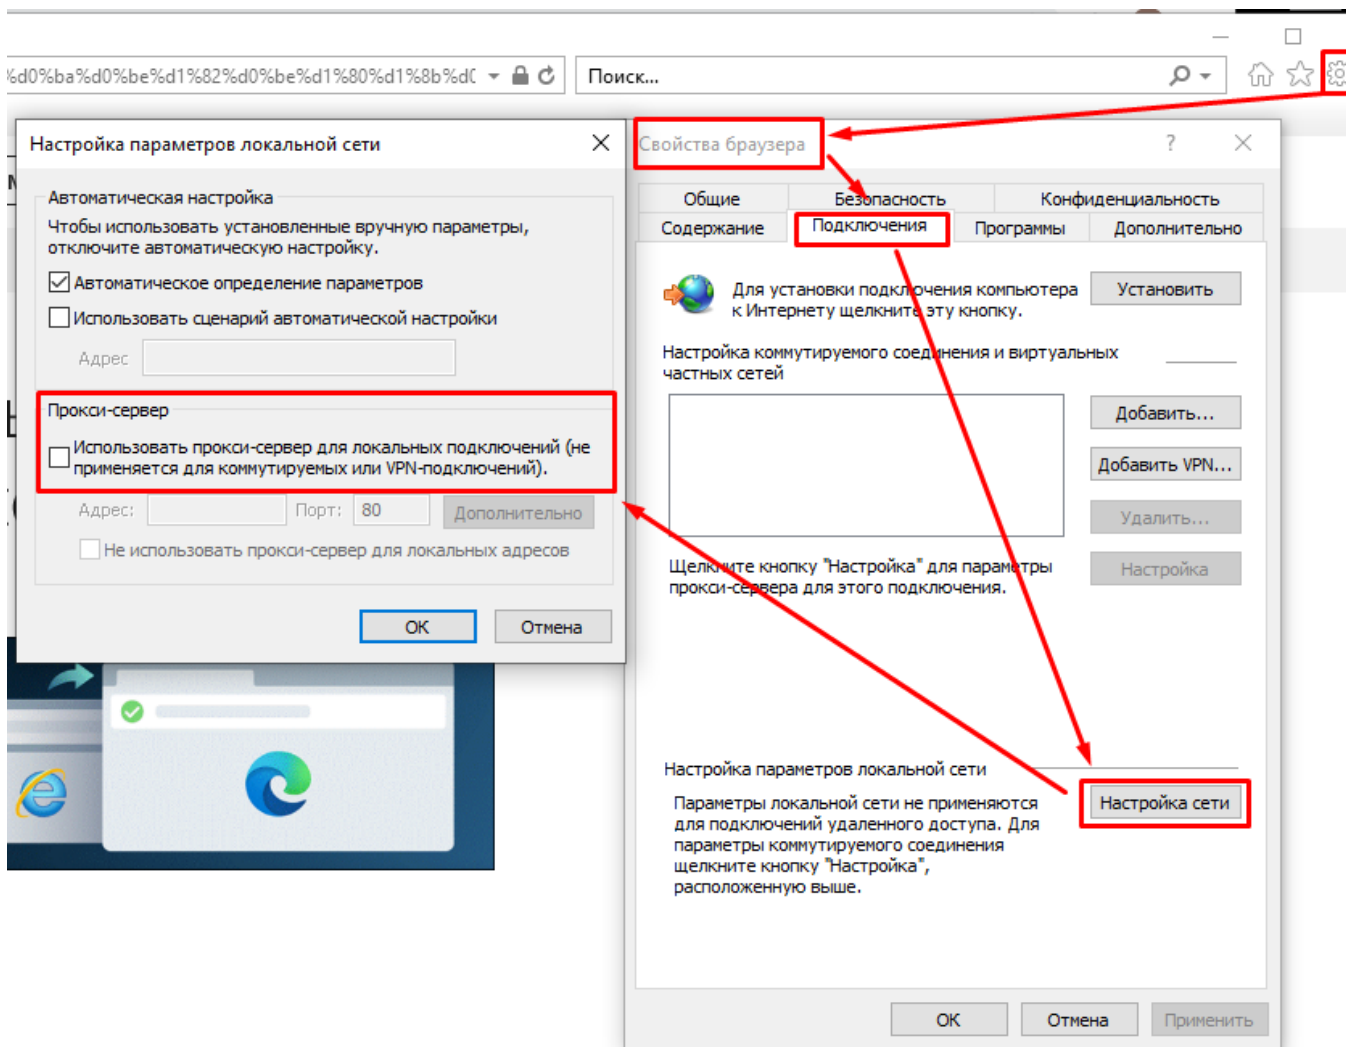 %d0%ba%d0%be%d1%82%d0%be%d1%80%d1%8b%d0
Поиск...
Настройка параметров локальной сети
Автоматическая настройка
Чтобы использовать установленные вручную параметры,
отключите автоматическую настройку.
Автоматическое определение параметров
Использовать сценарий автоматической настройки
Адрес
Прокси-сервер
Использовать прокси-сервер для локальных подключений (не
применяется для коммутируемых или VPN-подключений).
Адрес:
Порт:
80
Дополнительно
Не использовать прокси-сервер для локальных адресов
ОК
Отмена
Свойства браузера
?
Общие
Безопасность
Конфиденциальность
Содержание
Подключения
Программы
Дополнительно
Для установки подключения компьютера
к Интернету щелкните эту кнопку.
Установить
Настройка коммутируемого соединения и виртуальных
частных сетей
Добавить...
Добавить VPN...
Удалить...
Щелкните кнопку "Настройка" для параметры
прокси-сервера для этого подключения.
Настройка
Настройка параметров локальной сети
Параметры локальной сети не применяются
для подключений удаленного доступа. Для
параметры коммутируемого соединения
щелкните кнопку "Настройка",
расположенную выше.
Настройка сети
ОК
Отмена
Применить